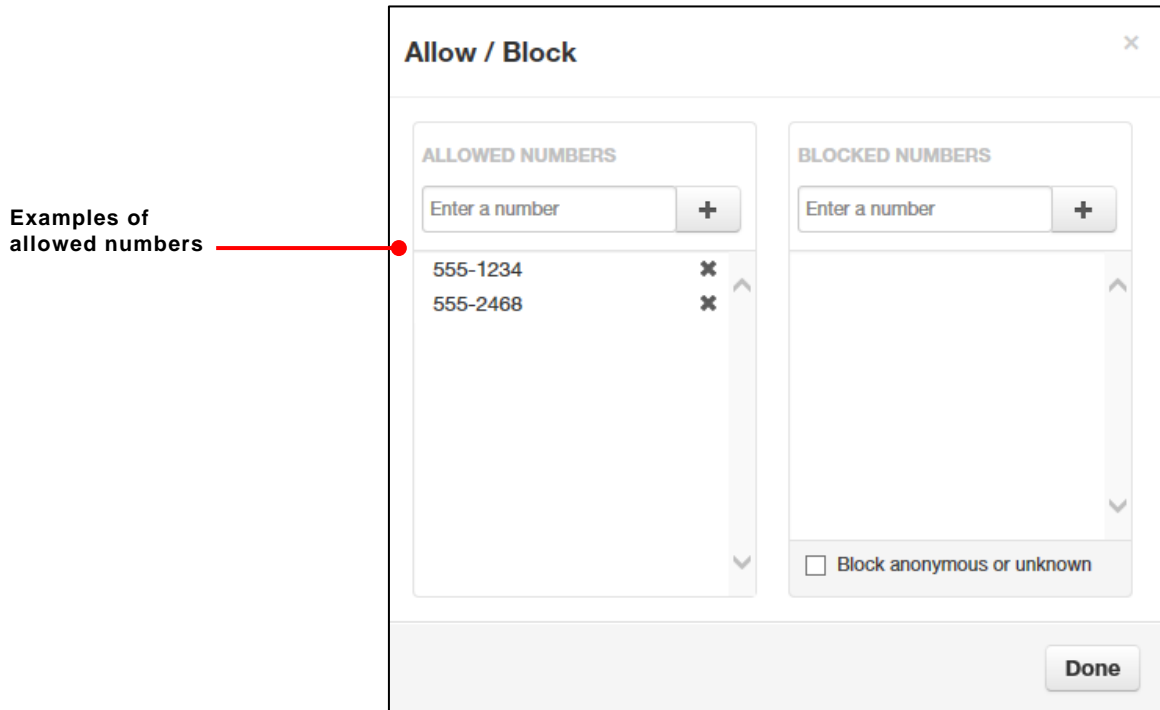 Allow / Block
×
Examples of
allowed numbers
ALLOWED NUMBERS
Enter a number
+
555-1234
555-2468
BLOCKED NUMBERS
Enter a number
+
Block anonymous or unknown
Done